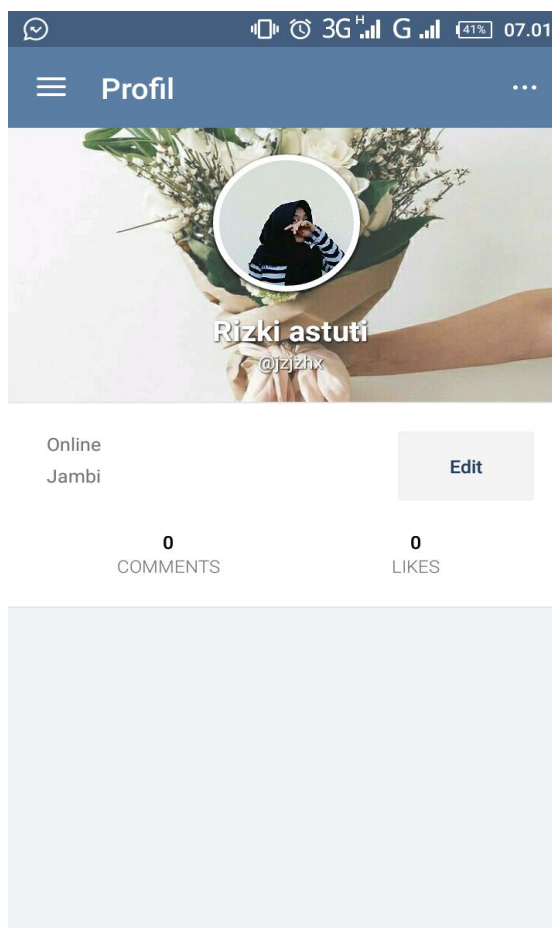 3G H G 41% 07.01
Profil
Rizki astuti
@jzjzhx
Online
Jambi
Edit
0
COMMENTS
0
LIKES